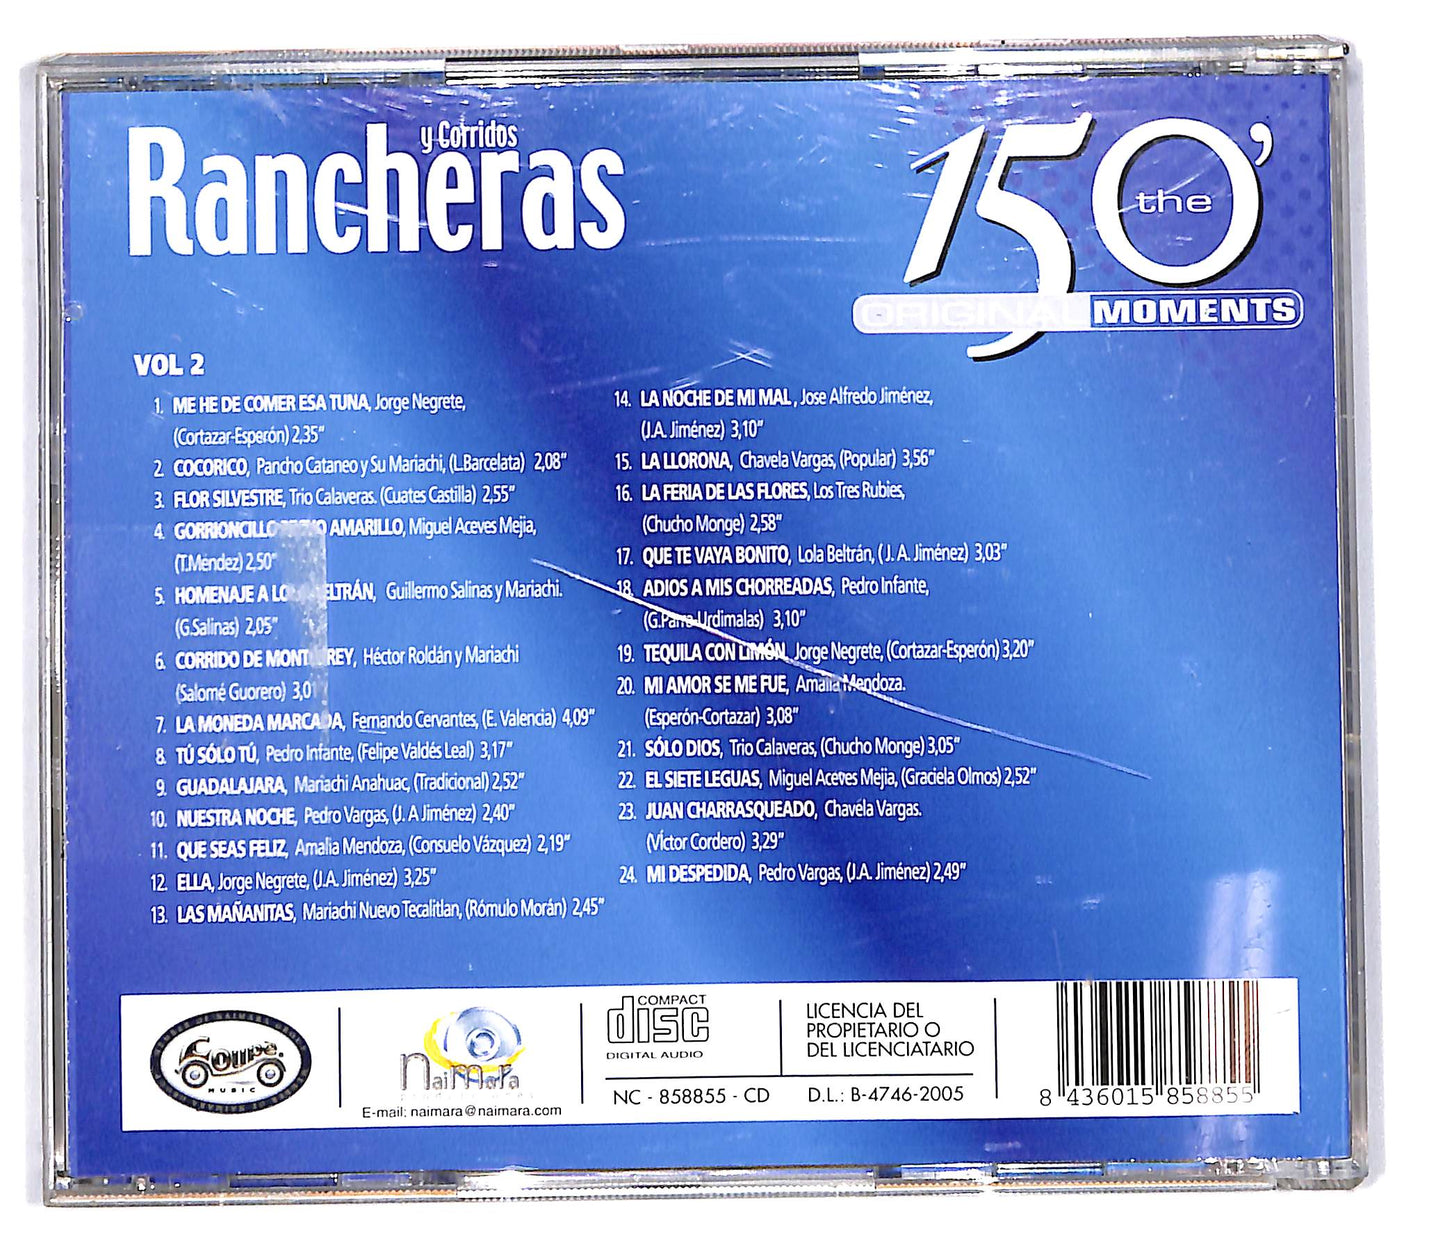 y Corridos
Rancheras
150'
the
ORIGINAL MOMENTS
VOL 2
1. ME HE DE COMER ESA TUNA, Jorge Negrete,
(Cortazar-Esperón) 2,35"
2. COCORICO, Pancho Cataneo y Su Mariachi, (L.Barcelata) 2,08"
3. FLOR SILVESTRE, Trio Calaveras. (Cuates Castilla) 2,55"
4. GORRIONCILLO AMARILLO, Miguel Aceves Mejia,
(T.Mendez) 2,50"
5. HOMENAJE A LOLA BELTRÁN, Guillermo Salinas y Mariachi.
(G.Salinas) 2,05"
6. CORRIDO DE MONTERREY, Héctor Roldán y Mariachi
(Salomé Guorero) 3,01
7. LA MONEDA MARCADA, Fernando Cervantes, (E. Valencia) 4,09"
8. TÚ SÓLO TÚ, Pedro Infante, (Felipe Valdés Leal) 3,17"
9. GUADALAJARA, Mariachi Anahuac, (Tradicional) 2,52"
10. NUESTRA NOCHE, Pedro Vargas, (J. A Jiménez) 2,40"
11. QUE SEAS FELIZ, Amalia Mendoza, (Consuelo Vázquez) 2,19"
12. ELLA, Jorge Negrete, (J.A. Jiménez) 3,25"
13. LAS MAÑANITAS, Mariachi Nuevo Tecalitlan, (Rómulo Morán) 2,45"
14. LA NOCHE DE MI MAL, Jose Alfredo Jiménez,
(J.A. Jiménez) 3,10"
15. LA LLORONA, Chavela Vargas, (Popular) 3,56"
16. LA FERIA DE LAS FLORES, Los Tres Rubies,
(Chucho Monge) 2,58"
17. QUE TE VAYA BONITO, Lola Beltrán, ( J. A. Jiménez) 3,03"
18. ADIOS A MIS CHORREADAS, Pedro Infante,
(G.Parra-Urdimalas) 3,10"
19. TEQUILA CON LIMÓN, Jorge Negrete, (Cortazar-Esperón) 3,20"
20. MI AMOR SE ME FUE, Amalia Mendoza.
(Esperón-Cortazar) 3,08"
21. SÓLO DIOS, Trio Calaveras, (Chucho Monge) 3,05"
22. EL SIETE LEGUAS, Miguel Aceves Mejia, (Graciela Olmos) 2,52"
23. JUAN CHARRASQUEADO, Chavela Vargas.
(Víctor Cordero) 3,29"
24. MI DESPEDIDA, Pedro Vargas, (J.A. Jiménez) 2,49"
Coupe
MUSIC
NaiMaRa
E-mail: naimara@naimara.com
COMPACT
disc
DIGITAL AUDIO
LICENCIA DEL
PROPIETARIO O
DEL LICENCIATARIO
NC - 858855 - CD
D.L.: B-4746-2005
8 436015 858855